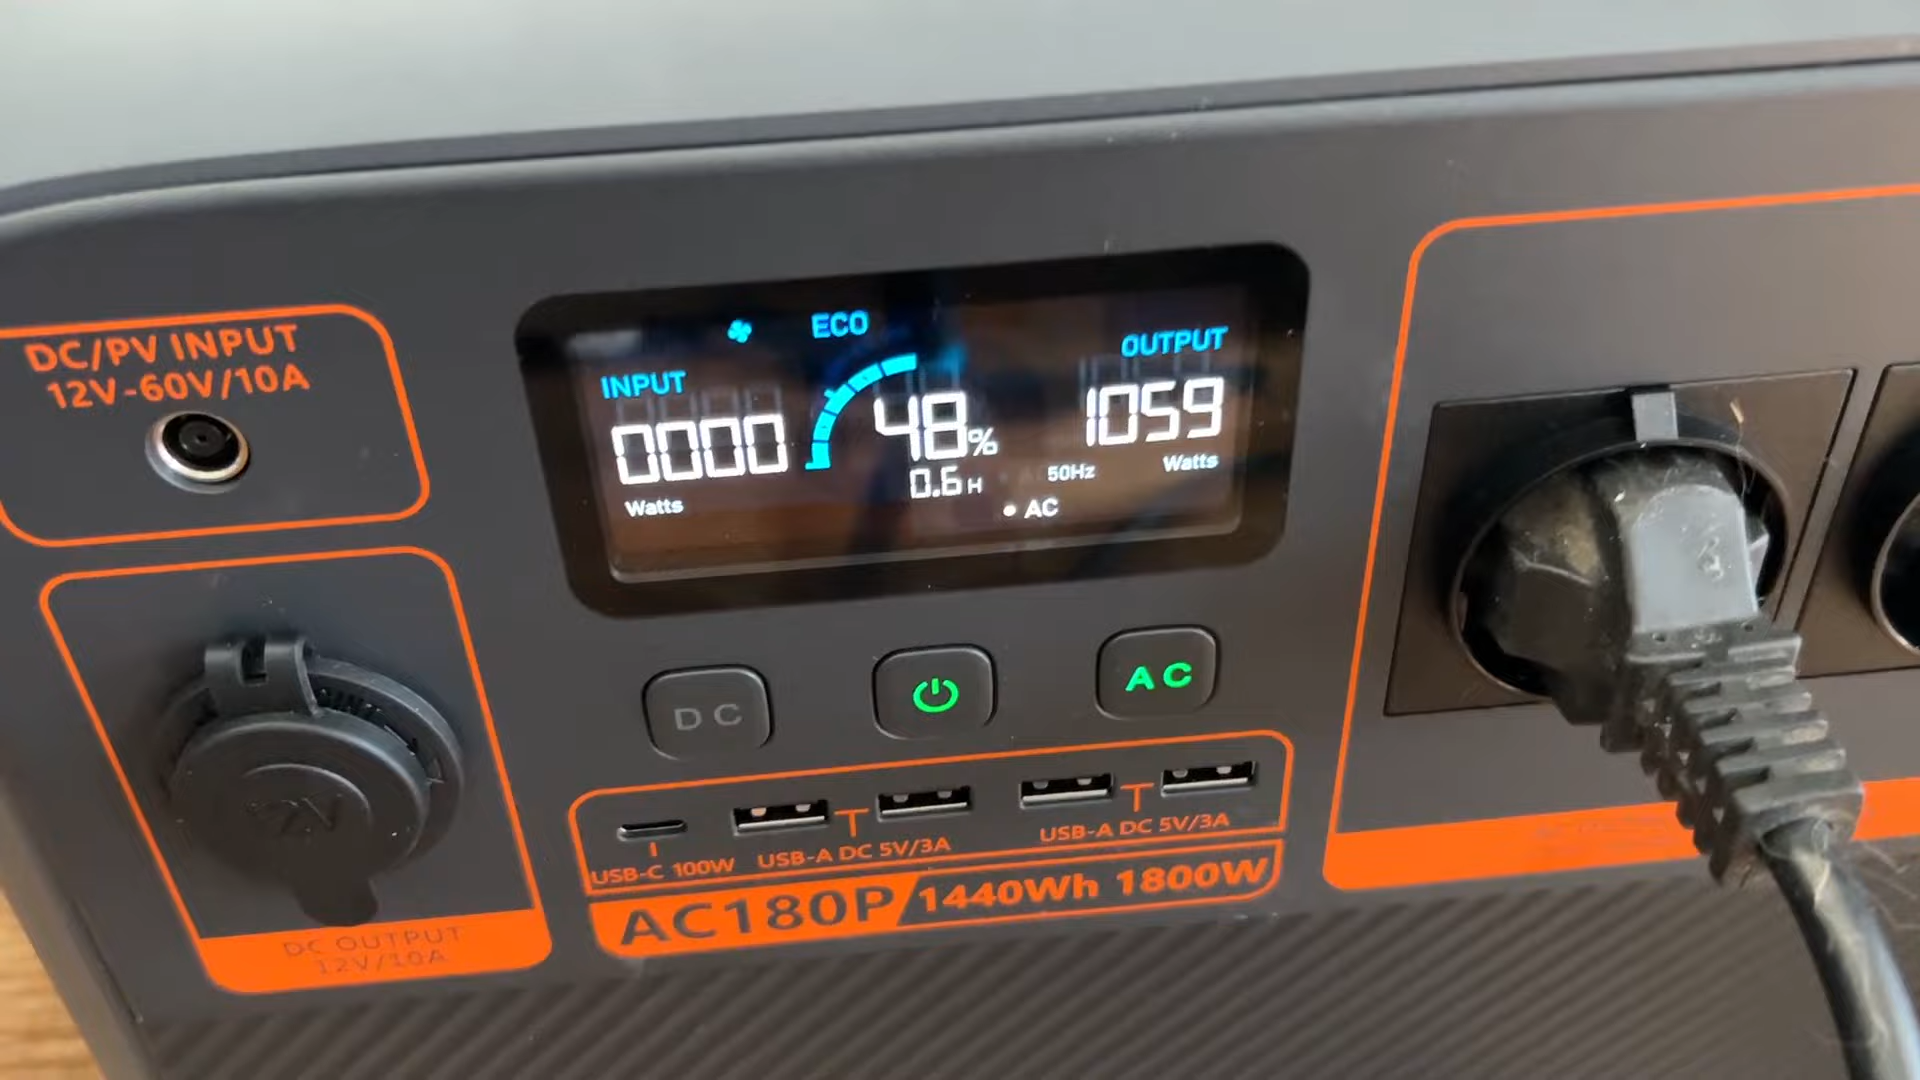 DC/PV INPUT
12V-60V/10A
ECO
INPUT
0000
Watts
48%
0.6H
OUTPUT
1059
Watts
50Hz
AC
12V
DC OUTPUT
12V/10A
DC
AC
USB-C 100W
USB-A DC 5V/3A
USB-A DC 5V/3A
AC180P
1440Wh 1800W